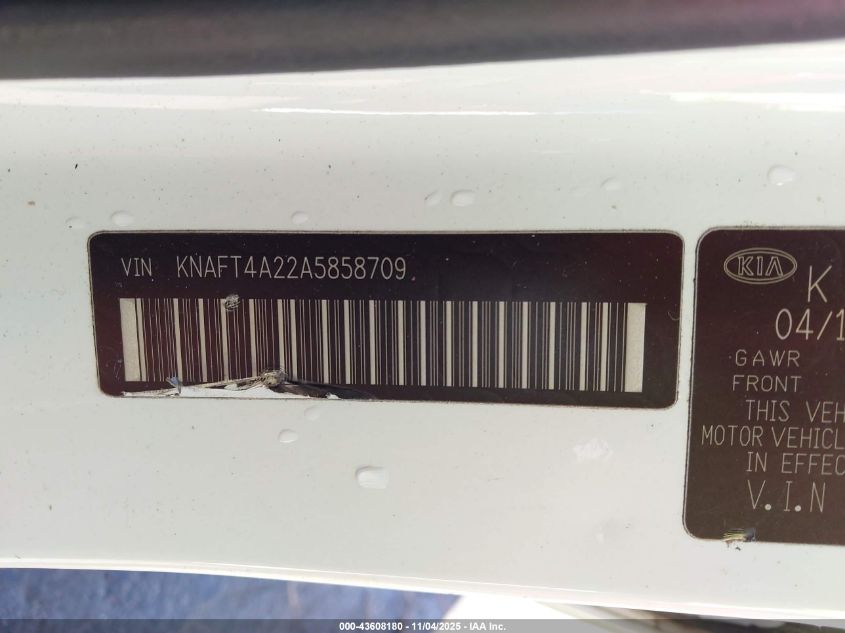 VIN KNAFT4A22A5858709
KIA
K
04/1
GAWR
FRONT
THIS VEH
MOTOR VEHICL
IN EFFEC
V.I.N
000-43608180 - 11/04/2025 - IAA Inc.